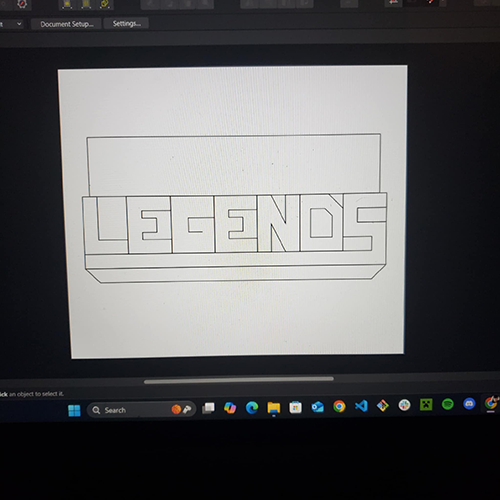 Document Setup... Settings...
LEGENDS
ick an object to select it.
Search